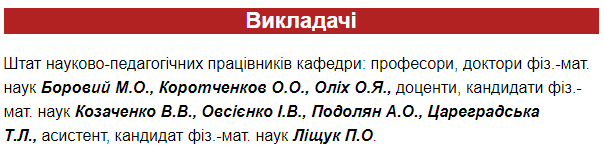 Викладачі
Штат науково-педагогічних працівників кафедри: професори, доктори фіз.-мат.
наук Боровий М.О., Коротченков О.О., Оліх О.Я., доценти, кандидати фіз.-
мат. наук Козаченко В.В., Овсієнко І.В., Подолян А.О., Цареградська
Т.Л., асистент, кандидат фіз.-мат. наук Ліщук П.О.